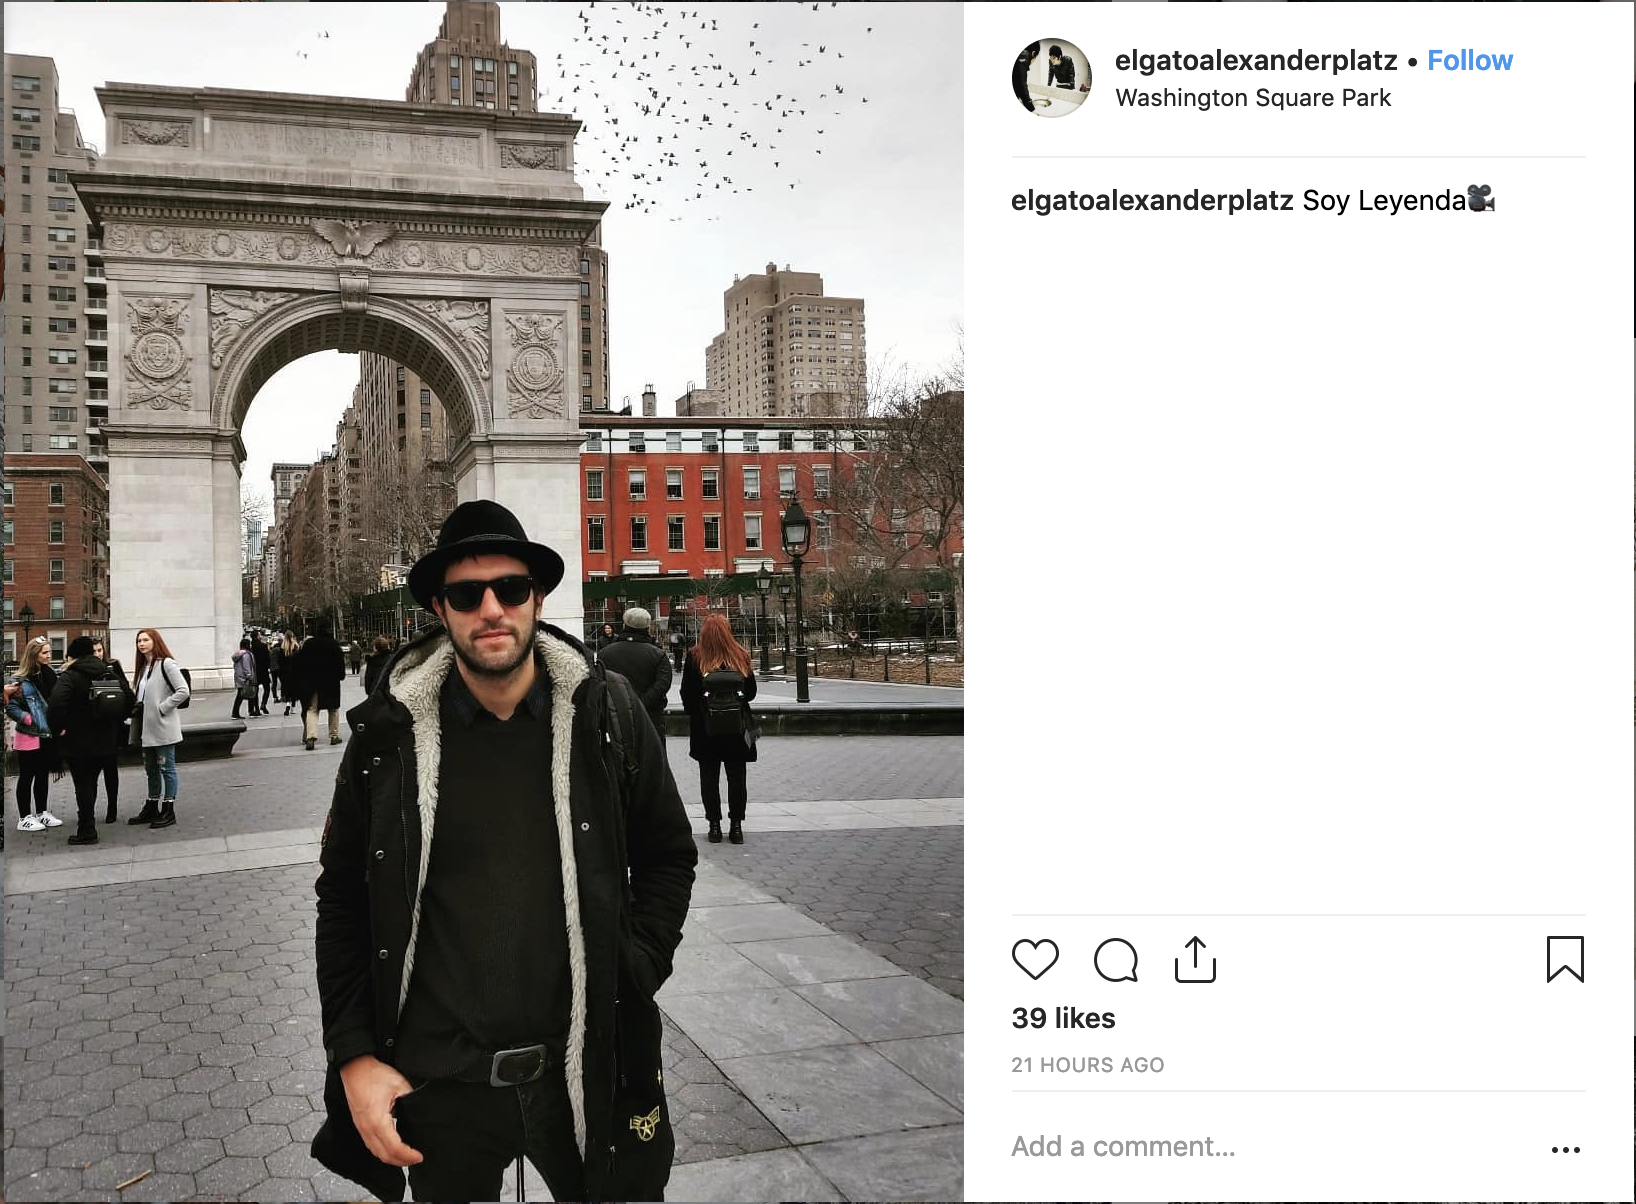 elgatoalexanderplatz • Follow
Washington Square Park
elgatoalexanderplatz Soy Leyenda🎥
39 likes
21 HOURS AGO
Add a comment...